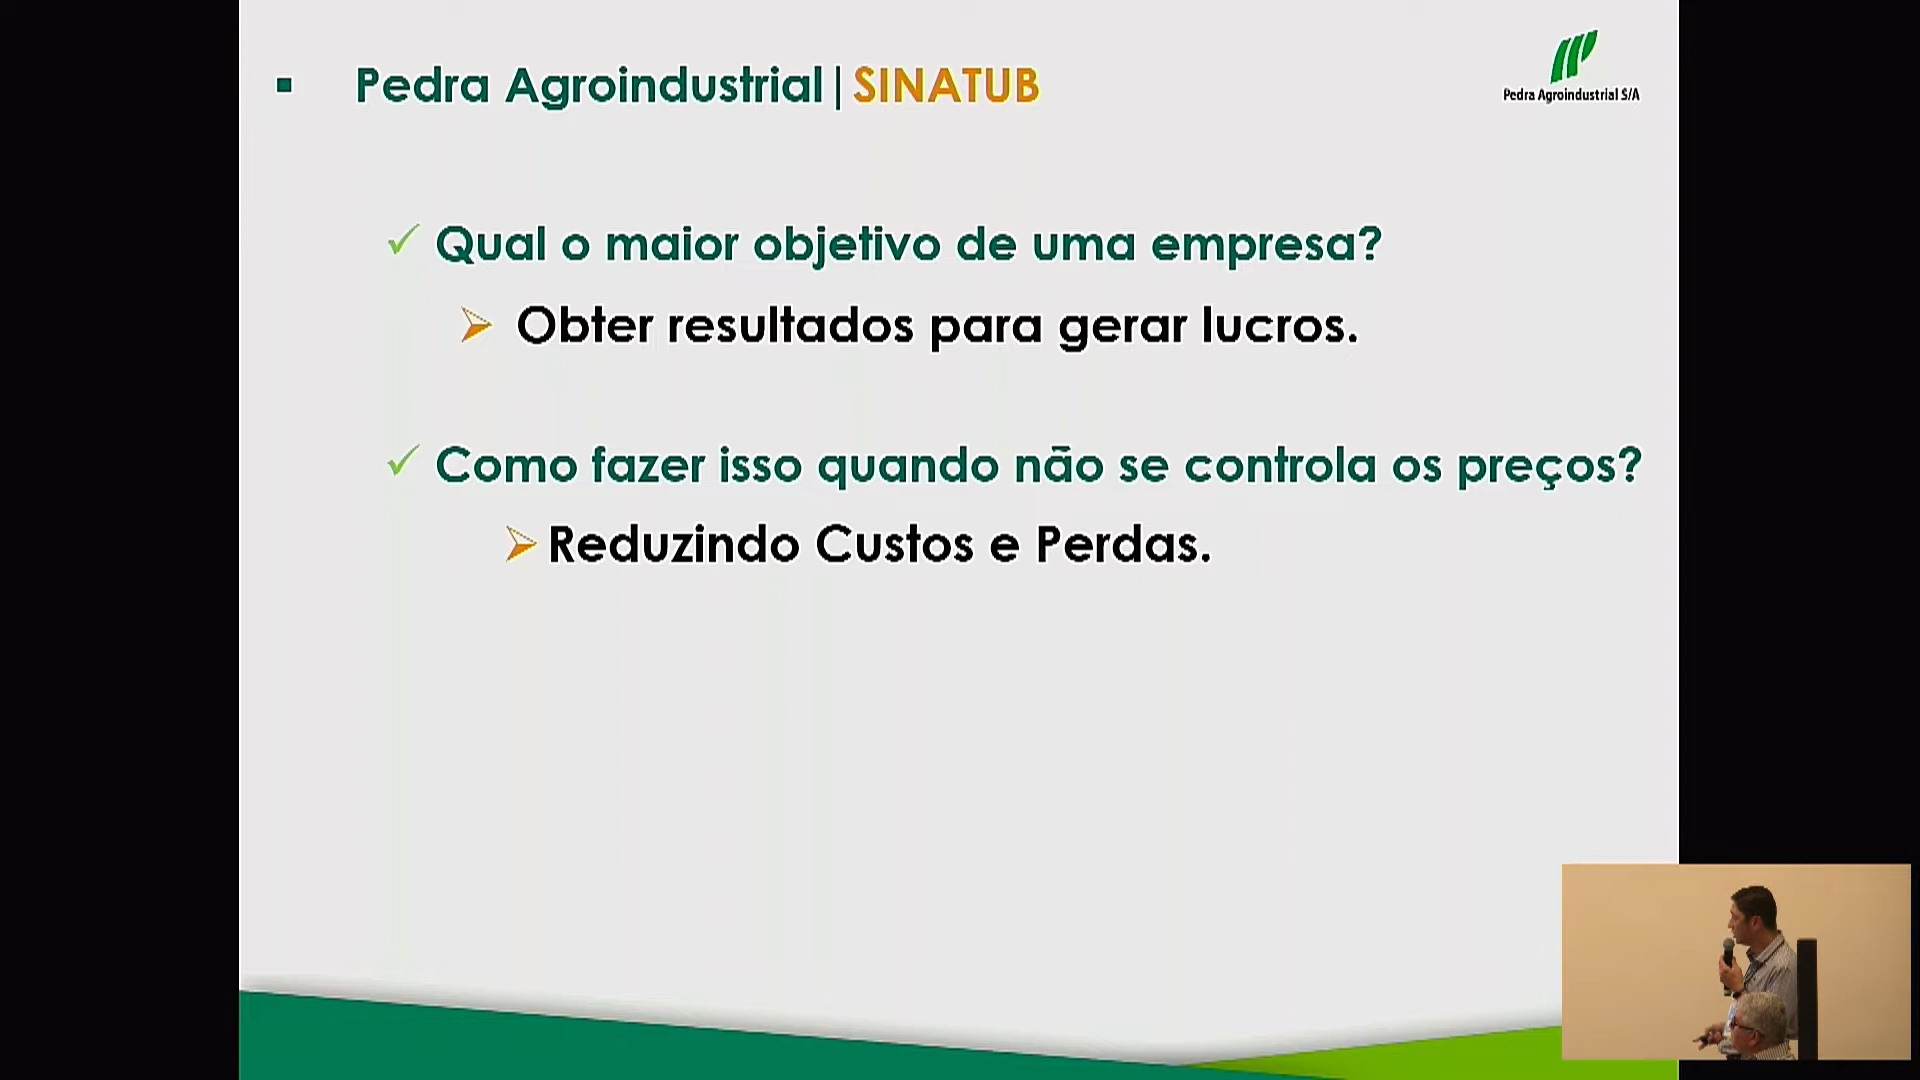 Pedra Agroindustrial|SINATUB
Pedra Agroindustrial S/A
Qual o maior objetivo de uma empresa?
Obter resultados para gerar lucros.
Como fazer isso quando não se controla os preços?
Reduzindo Custos e Perdas.